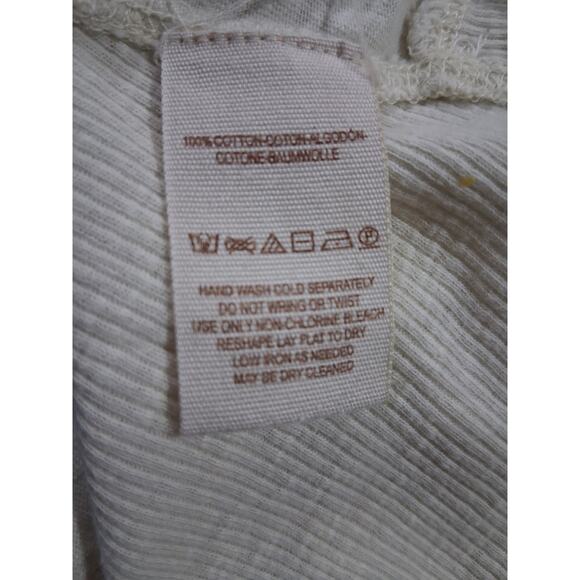 100% COTTON-COTON-ALGODÓN-
COTONE-BAUMWOLLE
HAND WASH COLD SEPARATELY
DO NOT WRING OR TWIST
USE ONLY NON-CHLORINE BLEACH
RESHAPE LAY FLAT TO DRY
LOW IRON AS NEEDED
MAY BE DRY CLEANED